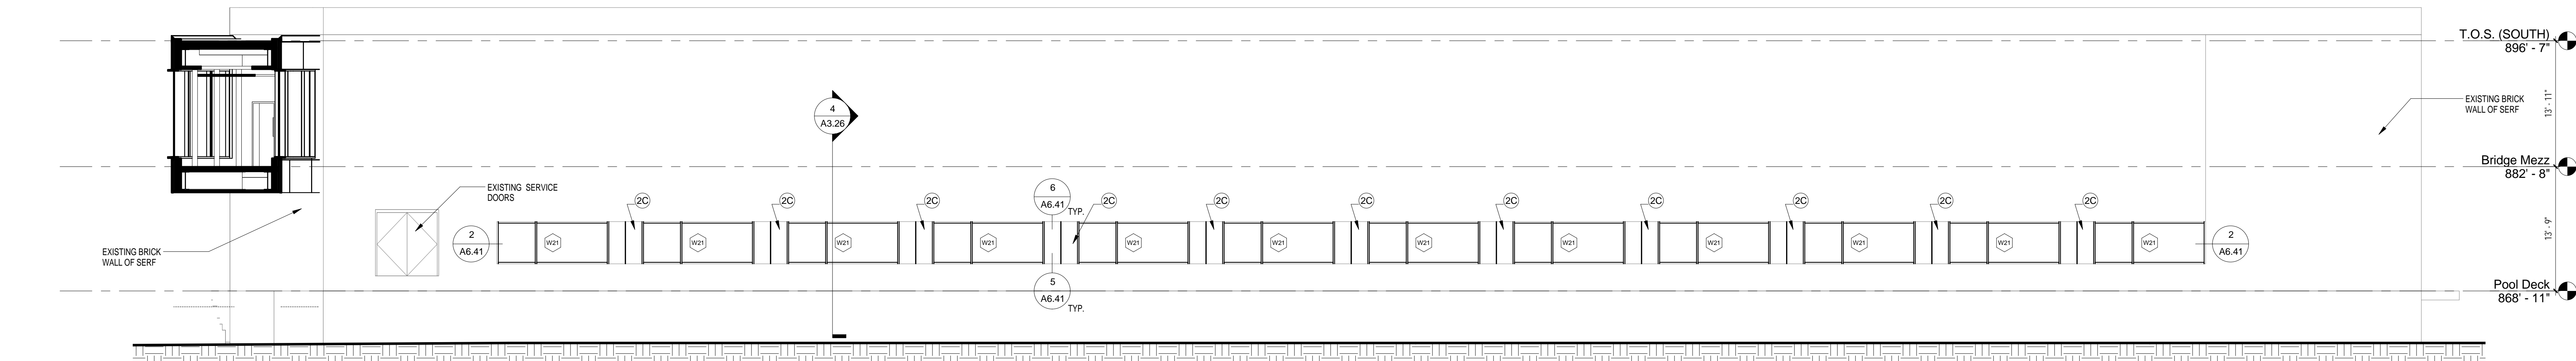 T.O.S. (SOUTH)
896' - 7"
4
A3.26
EXISTING BRICK
WALL OF SERF
13' - 11"
Bridge Mezz
882' - 8"
EXISTING SERVICE
DOORS
6
A6.41
TYP.
2C
2C
2C
2C
2C
2C
2C
2C
2C
2C
2C
EXISTING BRICK
WALL OF SERF
2
A6.41
W21
W21
W21
W21
W21
W21
W21
W21
W21
W21
W21
W21
2
A6.41
13' - 9"
5
A6.41
TYP.
Pool Deck
868' - 11"